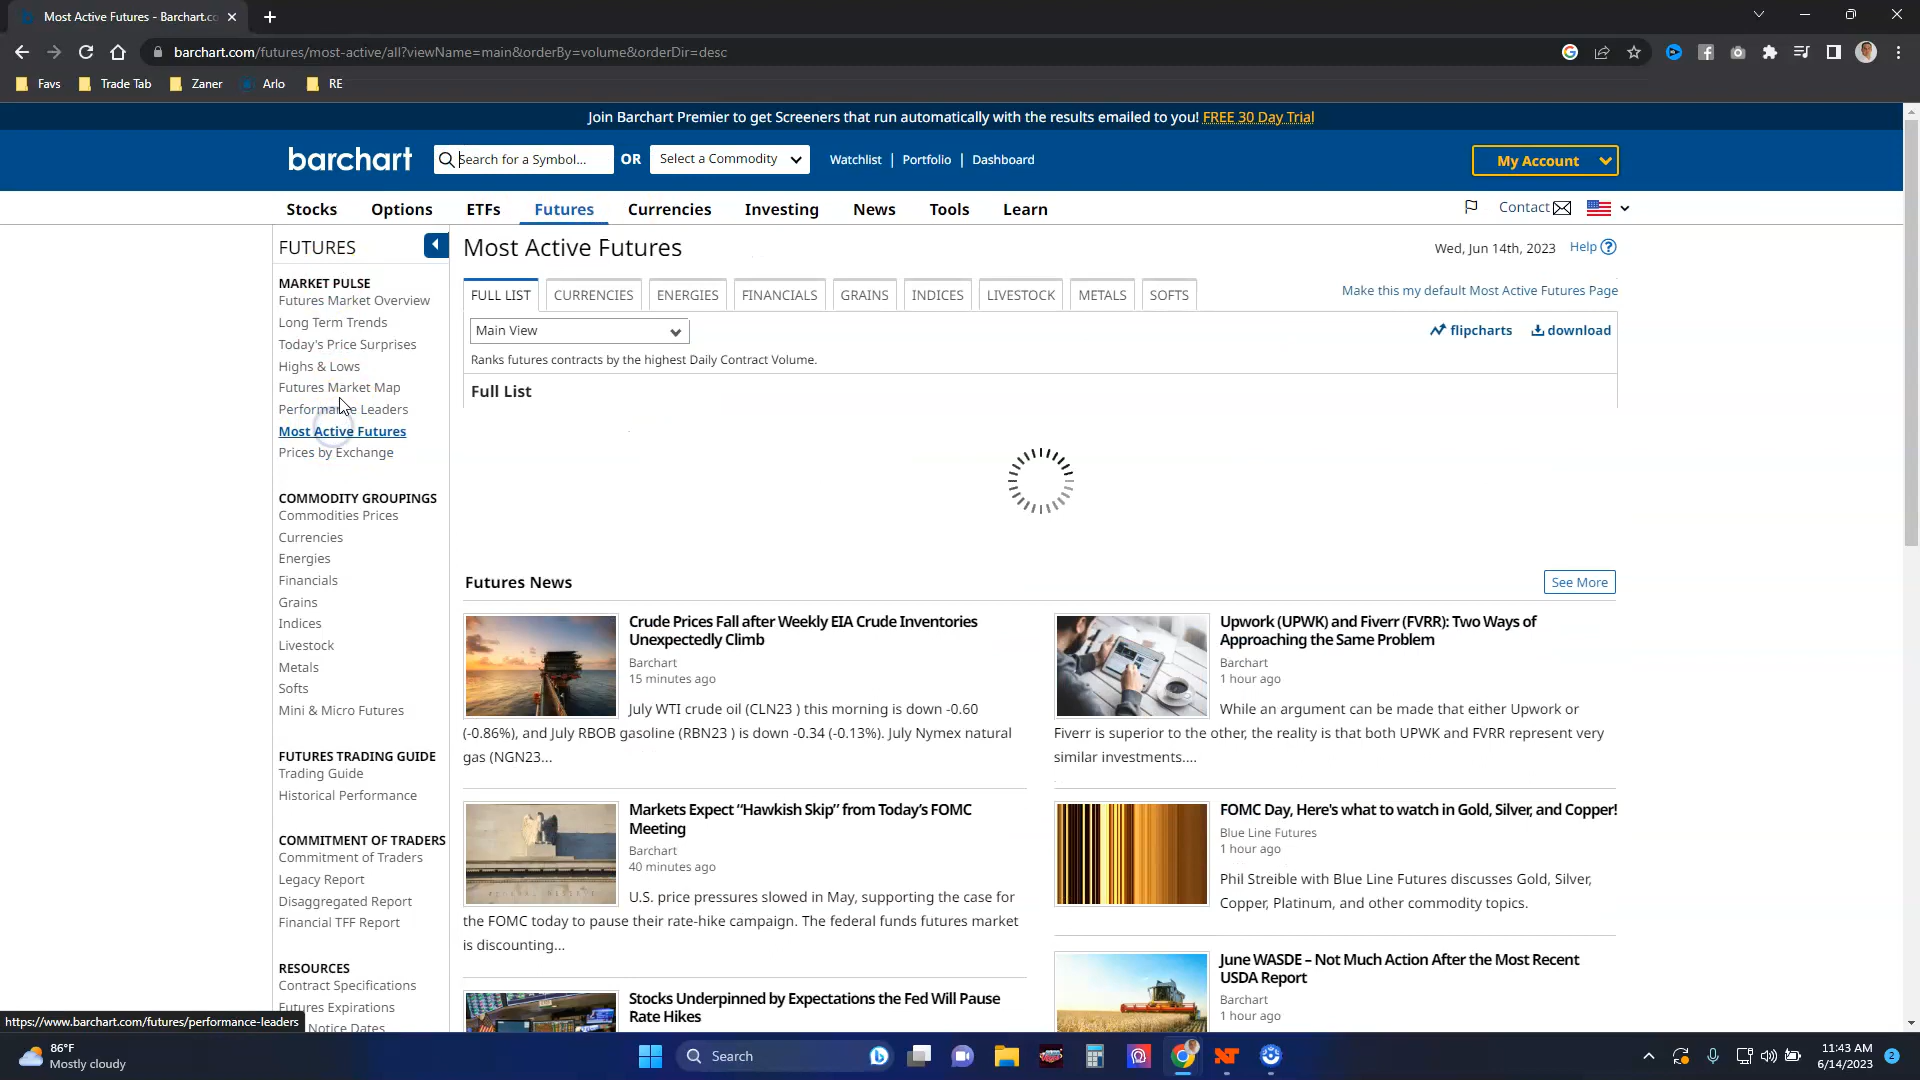 Most Active Futures - Barchart.co
barchart.com/futures/most-active/all?viewName=main&orderBy=volume&orderDir=desc
Favs Trade Tab Zaner Arlo RE
Join Barchart Premier to get Screeners that run automatically with the results emailed to you! FREE 30 Day Trial
barchart Search for a Symbol... OR Select a Commodity Watchlist | Portfolio | Dashboard My Account
Stocks Options ETFs Futures Currencies Investing News Tools Learn Contact
FUTURES
MARKET PULSE
Futures Market Overview
Long Term Trends
Today's Price Surprises
Highs & Lows
Futures Market Map
Performance Leaders
Most Active Futures
Prices by Exchange
COMMODITY GROUPINGS
Commodities Prices
Currencies
Energies
Financials
Grains
Indices
Livestock
Metals
Softs
Mini & Micro Futures
FUTURES TRADING GUIDE
Trading Guide
Historical Performance
COMMITMENT OF TRADERS
Commitment of Traders
Legacy Report
Disaggregated Report
Financial TFF Report
RESOURCES
Contract Specifications
Futures Expirations
Notice Dates
Most Active Futures
Wed, Jun 14th, 2023 Help ?
FULL LIST CURRENCIES ENERGIES FINANCIALS GRAINS INDICES LIVESTOCK METALS SOFTS
Make this my default Most Active Futures Page
Main View
flipcharts download
Ranks futures contracts by the highest Daily Contract Volume.
Full List
Futures News
See More
Crude Prices Fall after Weekly EIA Crude Inventories
Unexpectedly Climb
Barchart
15 minutes ago
July WTI crude oil (CLN23 ) this morning is down -0.60
(-0.86%), and July RBOB gasoline (RBN23 ) is down -0.34 (-0.13%). July Nymex natural
gas (NGN23...
Upwork (UPWK) and Fiverr (FVRR): Two Ways of
Approaching the Same Problem
Barchart
1 hour ago
While an argument can be made that either Upwork or
Fiverr is superior to the other, the reality is that both UPWK and FVRR represent very
similar investments....
Markets Expect “Hawkish Skip” from Today’s FOMC
Meeting
Barchart
40 minutes ago
U.S. price pressures slowed in May, supporting the case for
the FOMC today to pause their rate-hike campaign. The federal funds futures market
is discounting...
FOMC Day, Here's what to watch in Gold, Silver, and Copper!
Blue Line Futures
1 hour ago
Phil Streible with Blue Line Futures discusses Gold, Silver,
Copper, Platinum, and other commodity topics.
Stocks Underpinned by Expectations the Fed Will Pause
Rate Hikes
June WASDE – Not Much Action After the Most Recent
USDA Report
Barchart
1 hour ago
https://www.barchart.com/futures/performance-leaders
86°F
Mostly cloudy
Search
11:43 AM
6/14/2023
2